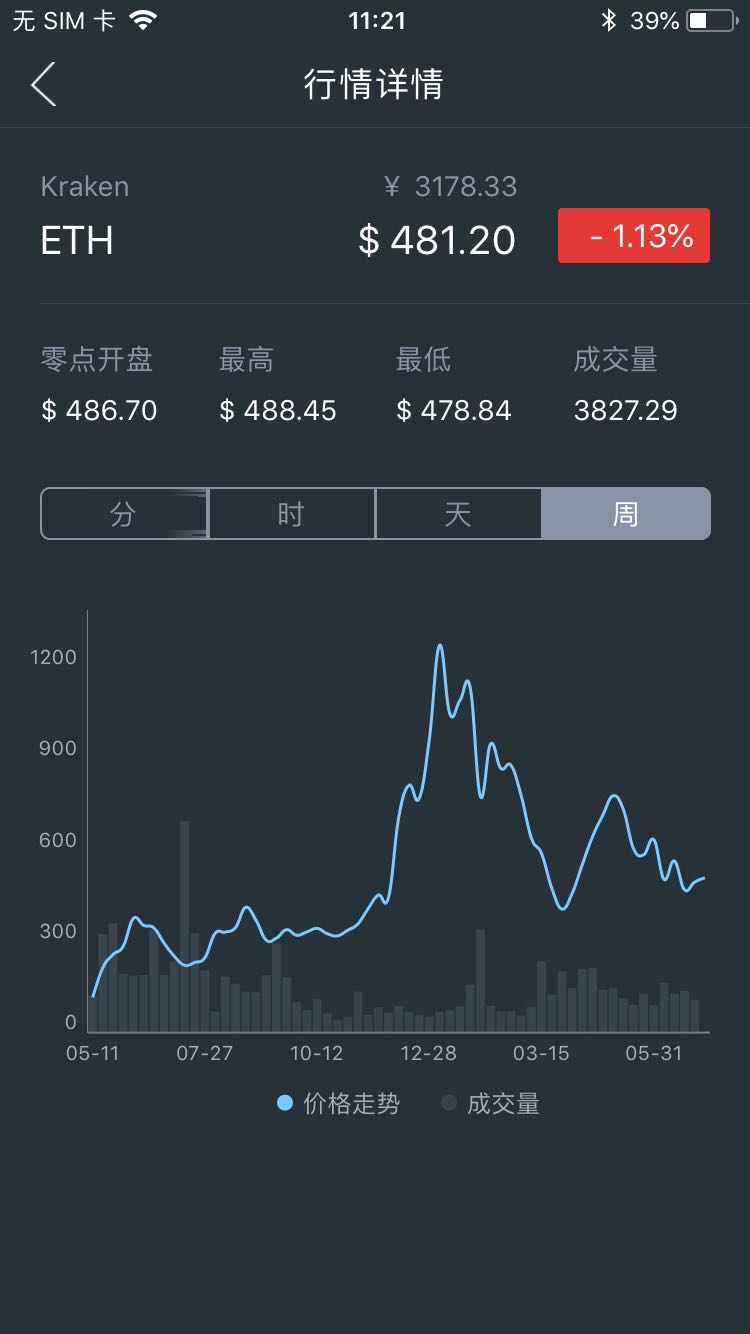 无 SIM 卡 11:21 39%
行情详情
Kraken ¥ 3178.33
ETH $ 481.20 - 1.13%
零点开盘 最高 最低 成交量
$ 486.70 $ 488.45 $ 478.84 3827.29
分 时 天 周
1200
900
600
300
0
05-11 07-27 10-12 12-28 03-15 05-31
价格走势 成交量